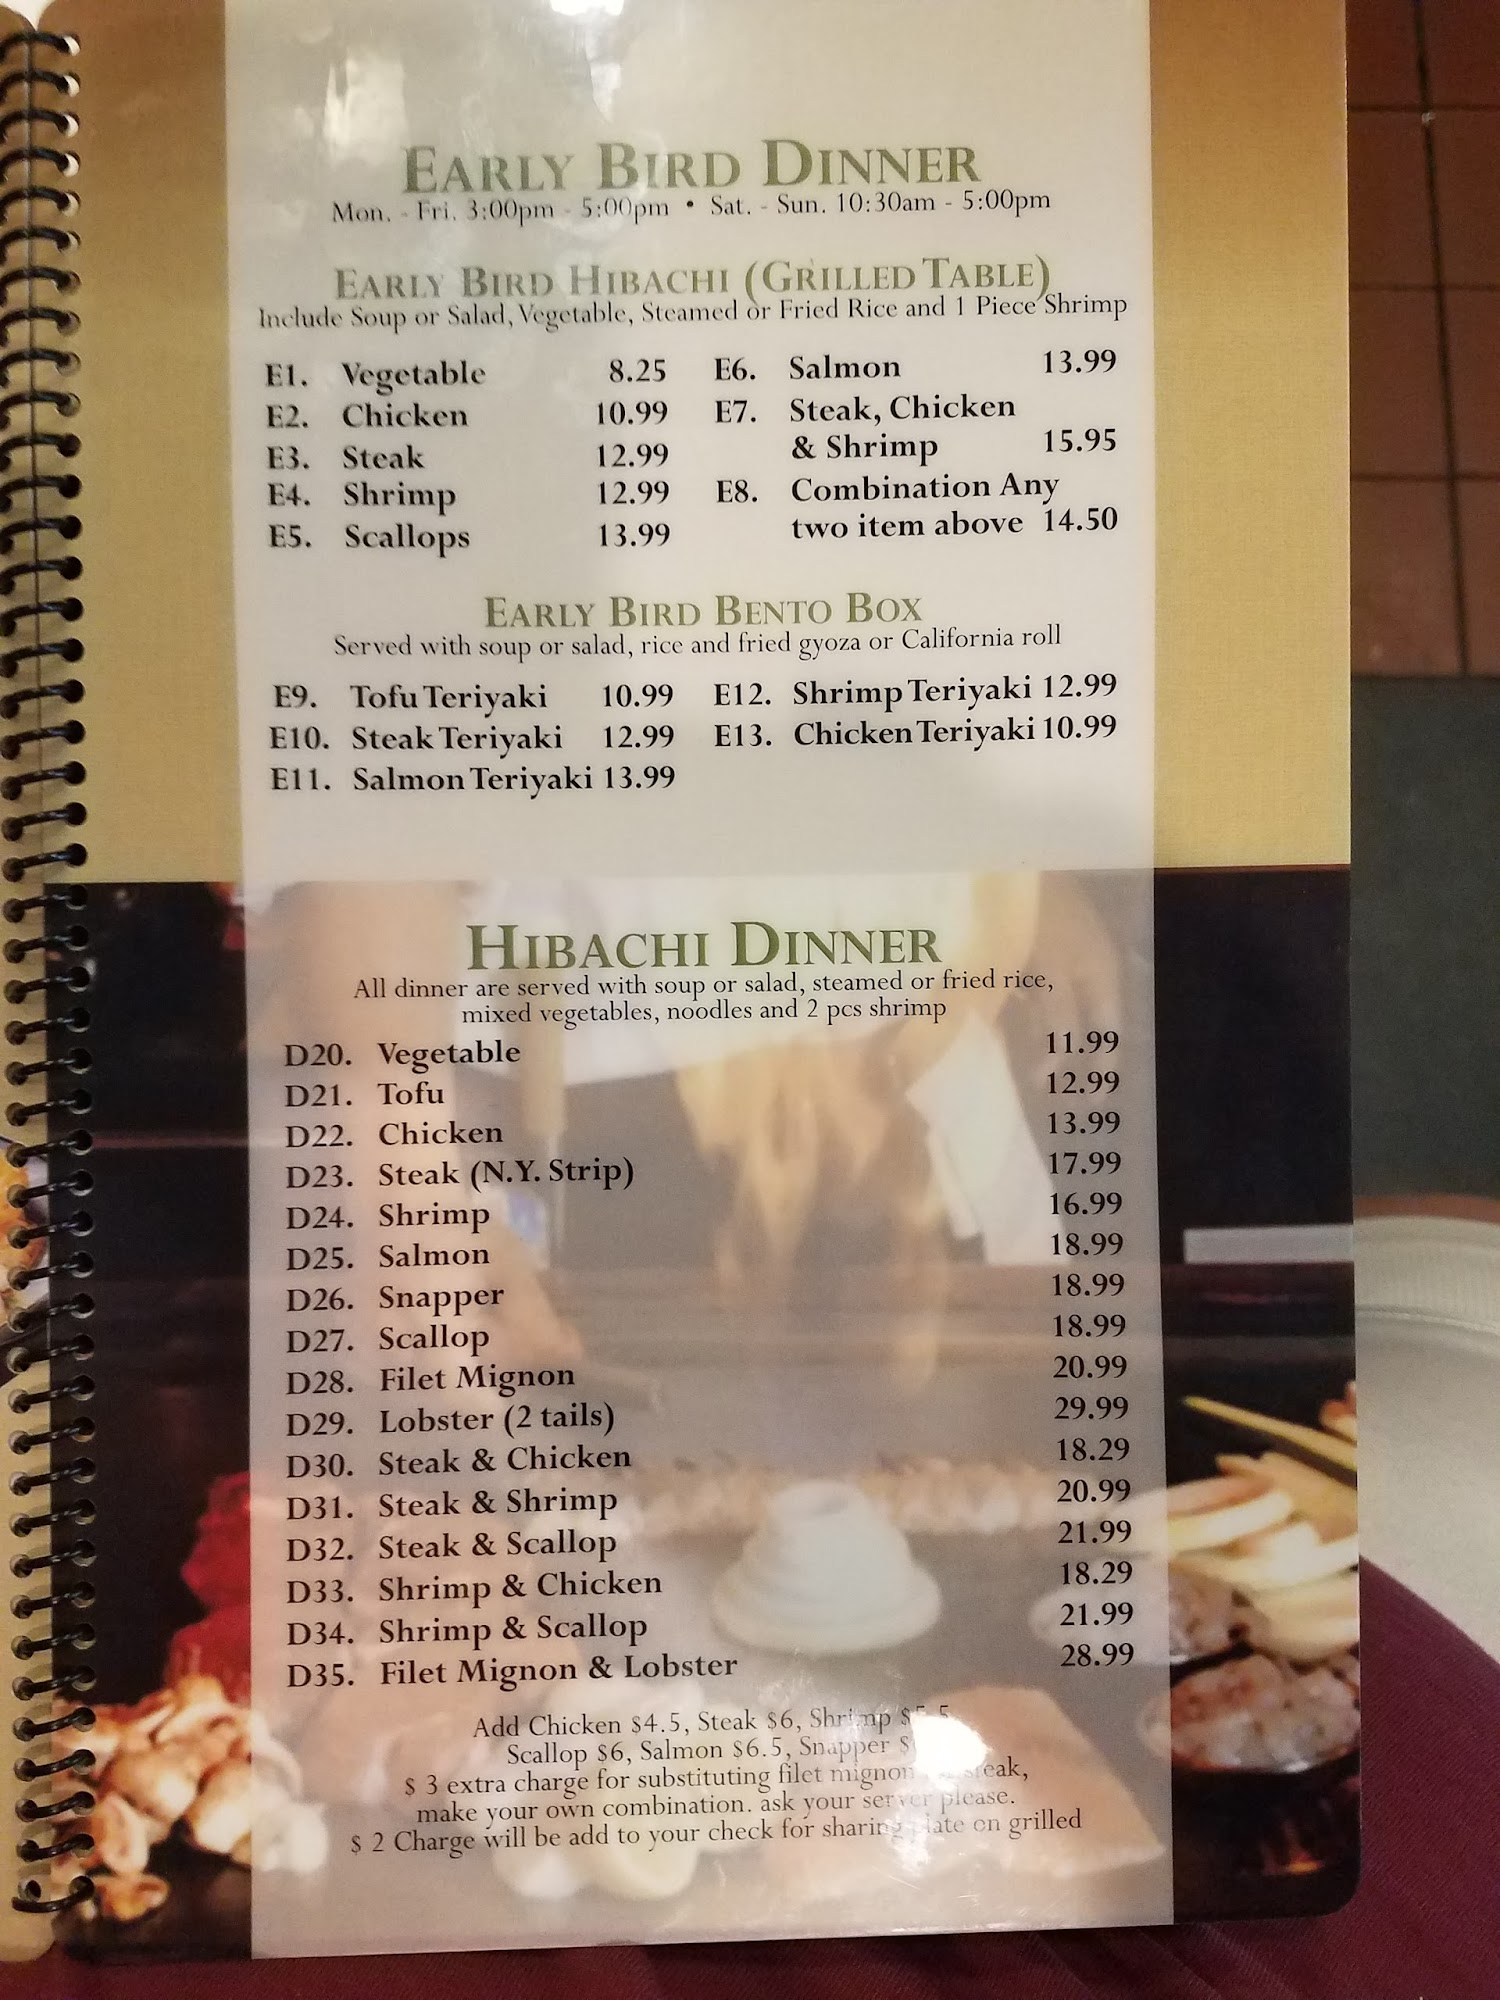 EARLY BIRD DINNER
Mon. - Fri. 3:00pm - 5:00pm • Sat. - Sun. 10:30am - 5:00pm
EARLY BIRD HIBACHI (GRILLED TABLE)
Include Soup or Salad, Vegetable, Steamed or Fried Rice and 1 Piece Shrimp
E1. Vegetable 8.25
E2. Chicken 10.99
E3. Steak 12.99
E4. Shrimp 12.99
E5. Scallops 13.99
E6. Salmon 13.99
E7. Steak, Chicken
& Shrimp 15.95
E8. Combination Any
two item above 14.50
EARLY BIRD BENTO BOX
Served with soup or salad, rice and fried gyoza or California roll
E9. Tofu Teriyaki 10.99
E10. Steak Teriyaki 12.99
E11. Salmon Teriyaki 13.99
E12. Shrimp Teriyaki 12.99
E13. Chicken Teriyaki 10.99
HIBACHI DINNER
All dinner are served with soup or salad, steamed or fried rice,
mixed vegetables, noodles and 2 pcs shrimp
D20. Vegetable 11.99
D21. Tofu 12.99
D22. Chicken 13.99
D23. Steak (N.Y. Strip) 17.99
D24. Shrimp 16.99
D25. Salmon 18.99
D26. Snapper 18.99
D27. Scallop 18.99
D28. Filet Mignon 20.99
D29. Lobster (2 tails) 29.99
D30. Steak & Chicken 18.29
D31. Steak & Shrimp 20.99
D32. Steak & Scallop 21.99
D33. Shrimp & Chicken 18.29
D34. Shrimp & Scallop 21.99
D35. Filet Mignon & Lobster 28.99
Add Chicken $4.5, Steak $6, Shrimp
Scallop $6, Salmon $6.5, Snapper
$ 3 extra charge for substituting filet mignon steak,
make your own combination. ask your server please.
$ 2 Charge will be add to your check for sharing plate on grilled